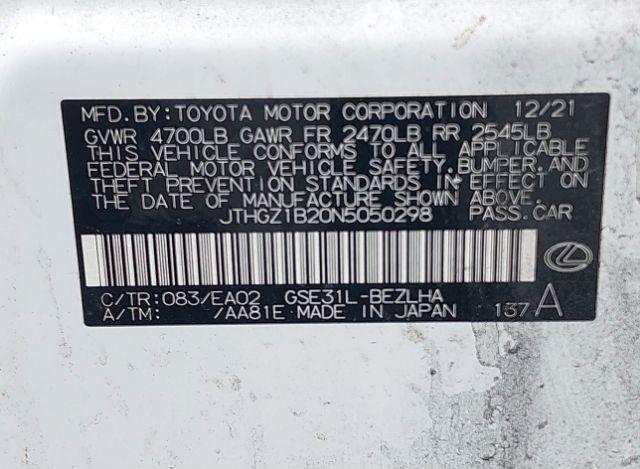 MFD.BY:TOYOTA MOTOR CORPORATION 12/21
GVWR 4700LB GAWR FR 2470LB RR 2545LB
THIS VEHICLE CONFORMS TO ALL APPLICABLE
FEDERAL MOTOR VEHICLE SAFETY,BUMPER,AND
THEFT PREVENTION STANDARDS IN EFFECT ON
THE DATE OF MANUFACTURE SHOWN ABOVE.
JTHGZ1B20N5050298 PASS.CAR
C/TR:083/EA02 GSE31L-BEZLHA
A/TM: /AA81E MADE IN JAPAN 137A